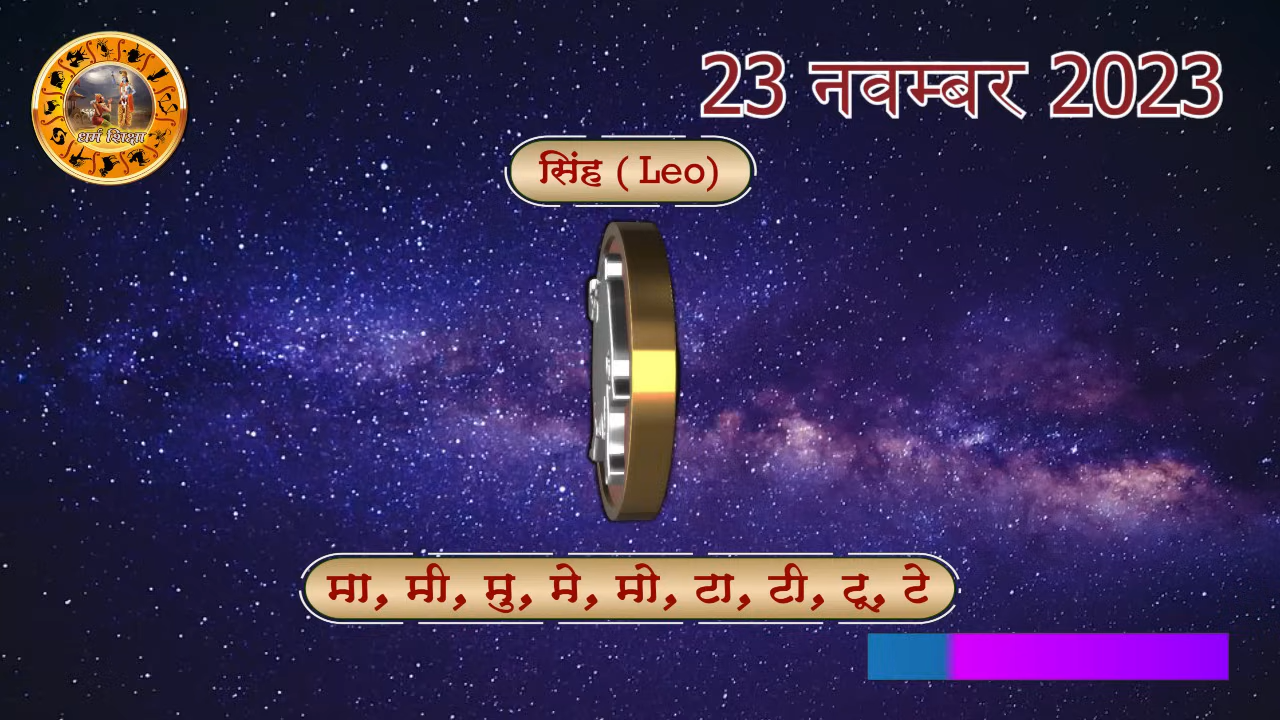 धर्म शिक्षा
23 नवम्बर 2023
सिंह ( Leo)
मा, मी, मु, मे, मो, टा, टी, टू, टे